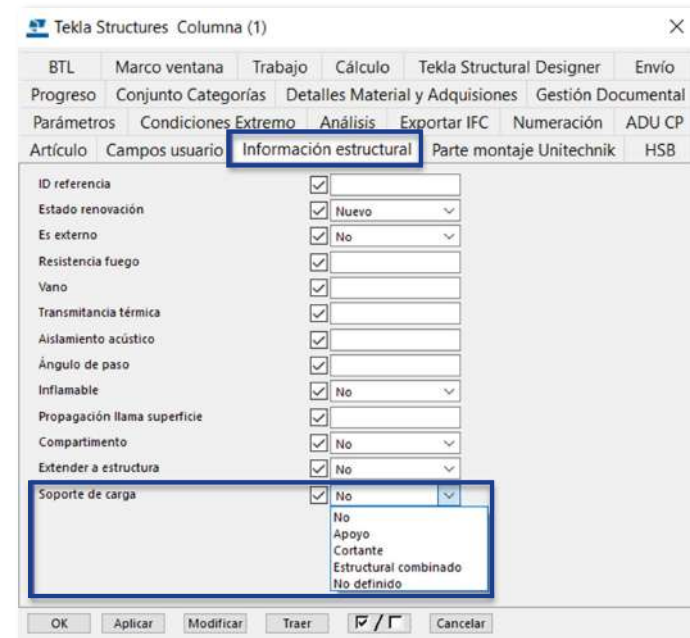 Tekla Structures Columna (1)
BTL Marco ventana Trabajo Cálculo Tekla Structural Designer Envío
Progreso Conjunto Categorías Detalles Material y Adquisiones Gestión Documental
Parámetros Condiciones Extremo Análisis Exportar IFC Numeración ADU CP
Artículo Campos usuario Información estructural Parte montaje Unitechnik HSB
ID referencia
Estado renovación Nuevo
Es externo No
Resistencia fuego
Vano
Transmitancia térmica
Aislamiento acústico
Ángulo de paso
Inflamable No
Propagación llama superficie
Compartimento No
Extender a estructura No
Soporte de carga No
No
Apoyo
Cortante
Estructural combinado
No definido
OK Aplicar Modificar Traer / Cancelar